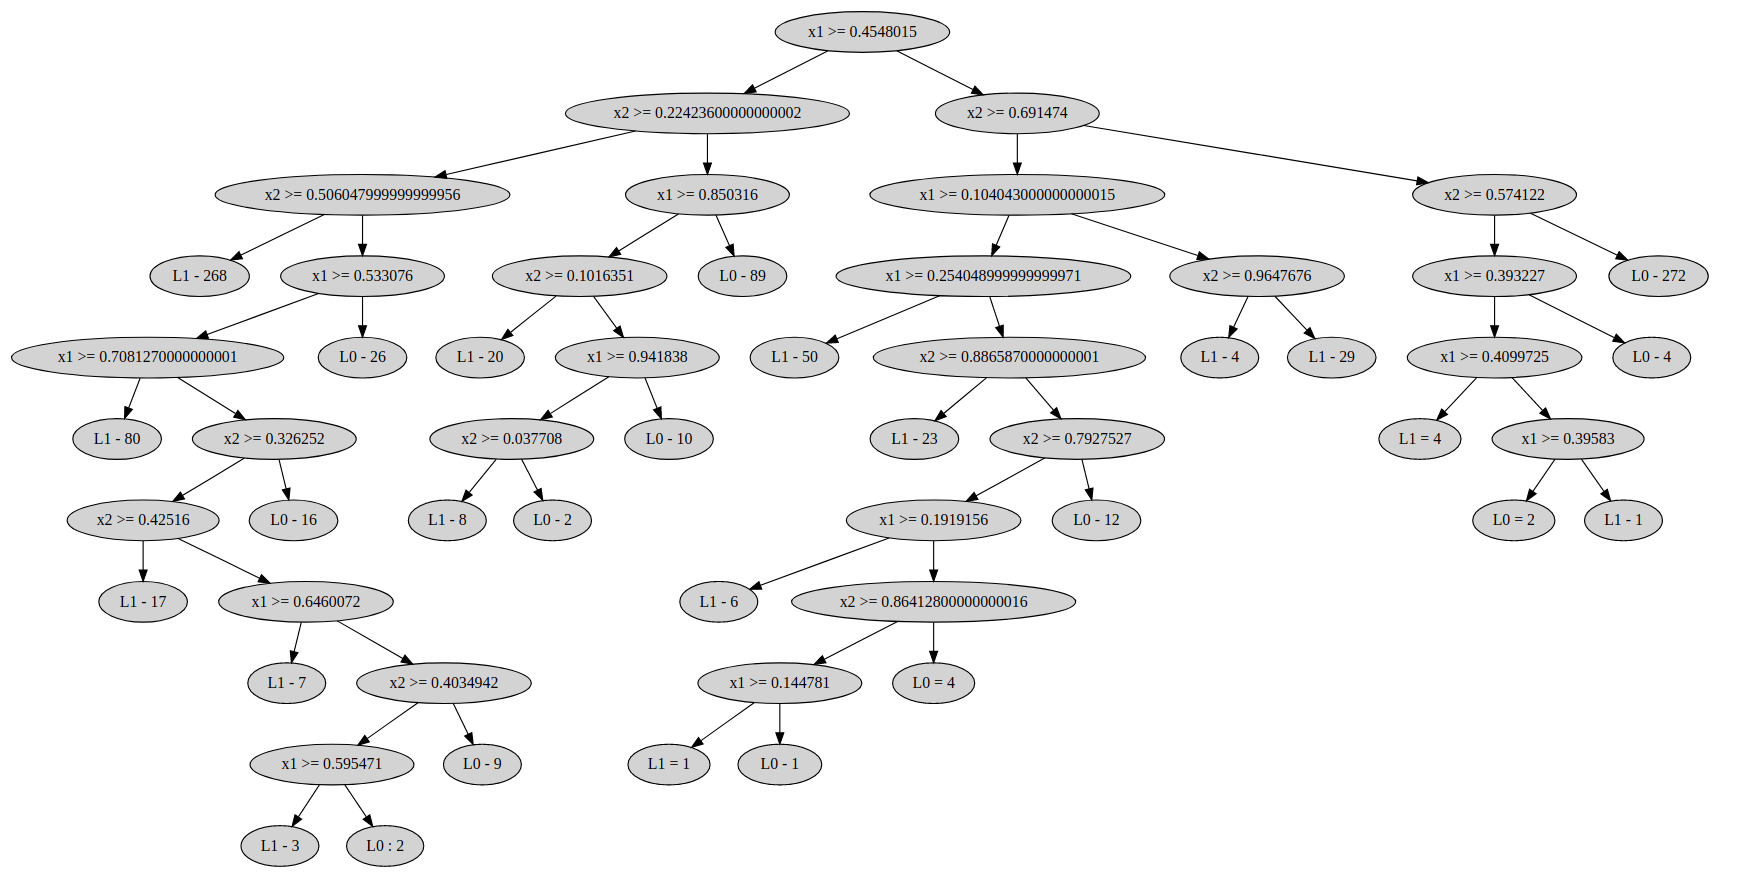 x1 >= 0.4548015
x2 >= 0.22423600000000002
x2 >= 0.691474
x2 >= 0.506047999999999956
x1 >= 0.850316
x1 >= 0.104043000000000015
x2 >= 0.574122
L1 - 268
x1 >= 0.533076
x2 >= 0.1016351
L0 - 89
x1 >= 0.254048999999999971
x2 >= 0.9647676
x1 >= 0.393227
L0 - 272
x1 >= 0.7081270000000001
L0 - 26
L1 - 20
x1 >= 0.941838
L1 - 50
x2 >= 0.8865870000000001
L1 - 4
L1 - 29
x1 >= 0.4099725
L0 - 4
L1 - 80
x2 >= 0.326252
x2 >= 0.037708
L0 - 10
L1 - 23
x2 >= 0.7927527
L1 = 4
x1 >= 0.39583
x2 >= 0.42516
L0 - 16
L1 - 8
L0 - 2
x1 >= 0.1919156
L0 - 12
L0 = 2
L1 - 1
L1 - 17
x1 >= 0.6460072
L1 - 6
x2 >= 0.86412800000000016
L1 - 7
x2 >= 0.4034942
x1 >= 0.144781
L0 = 4
x1 >= 0.595471
L0 - 9
L1 = 1
L0 - 1
L1 - 3
L0 : 2